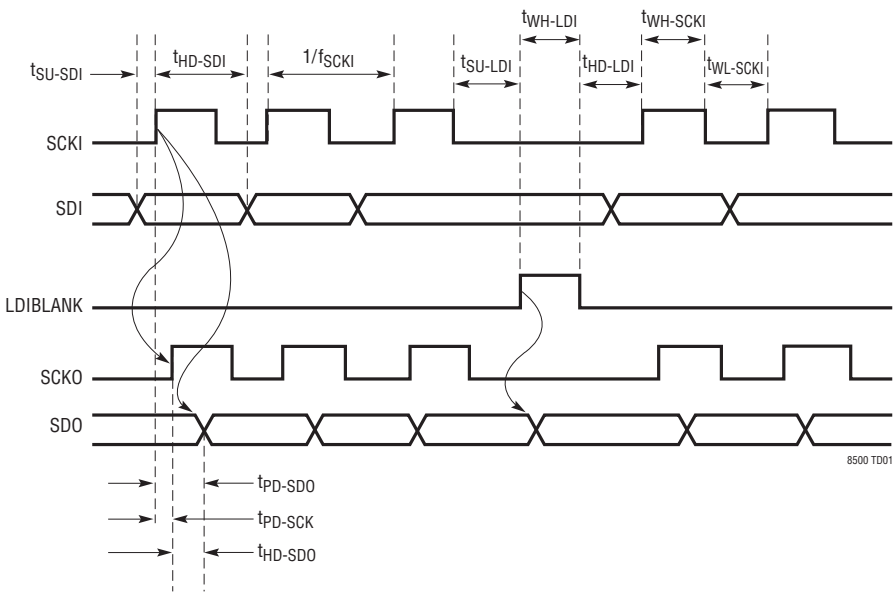 tWH-LDI
tWH-SCKI
tSU-SDI
tHD-SDI
1/fSCKI
tSU-LDI
tHD-LDI
tWL-SCKI
SCKI
SDI
LDIBLANK
SCKO
SDO
8500 TD01
tPD-SDO
tPD-SCK
tHD-SDO